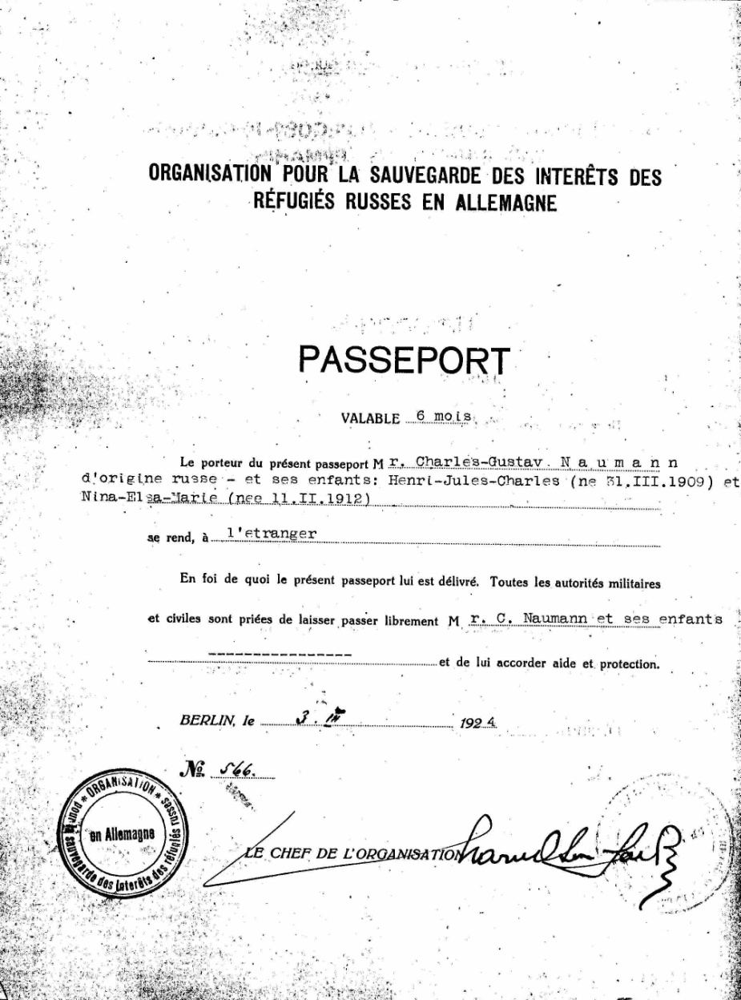 ORGANISATION POUR LA SAUVEGARDE DES INTERÊTS DES
RÉFUGIÉS RUSSES EN ALLEMAGNE
PASSEPORT
VALABLE 6 mois
Le porteur du présent passeport M r. Charles-Gustav. N a u m a n n
d'origine russe - et ses enfants: Henri-Jules-Charles (ne 31.III.1909) et
Nina-Elsa-Marie (nee 11.II.1912)
se rend, à l'etranger
En foi de quoi le présent passeport lui est délivré. Toutes les autorités militaires
et civiles sont priées de laisser passer librement M r. C. Naumann et ses enfants
---------------- et de lui accorder aide et protection.
BERLIN, le 3. 1924
№ 566.
* ORGANISATION * pour la sauvegarde des interêts des réfugiés russes
en Allemagne
LE CHEF DE L'ORGANISATION